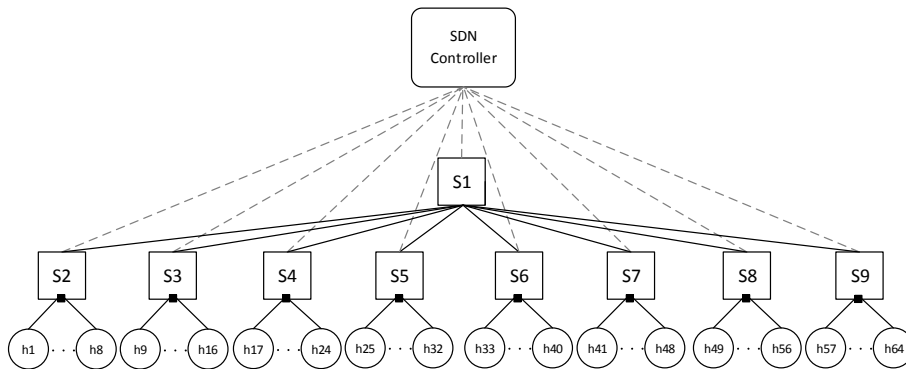 SDN
Controller
S1
S2 S3 S4 S5 S6 S7 S8 S9
h1 · · · h8 h9 · · · h16 h17 · · · h24 h25 · · · h32 h33 · · · h40 h41 · · · h48 h49 · · · h56 h57 · · · h64